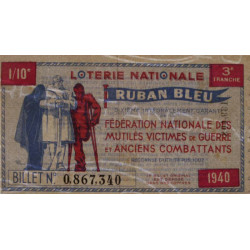 1/10e
LOTERIE NATIONALE
3e
TRANCHE
RUBAN BLEU
FÉDÉRATION NATIONALE DES
MUTILÉS VICTIMES DE GUERRE
ET ANCIENS COMBATTANTS
BILLET No 0.867.340
1940